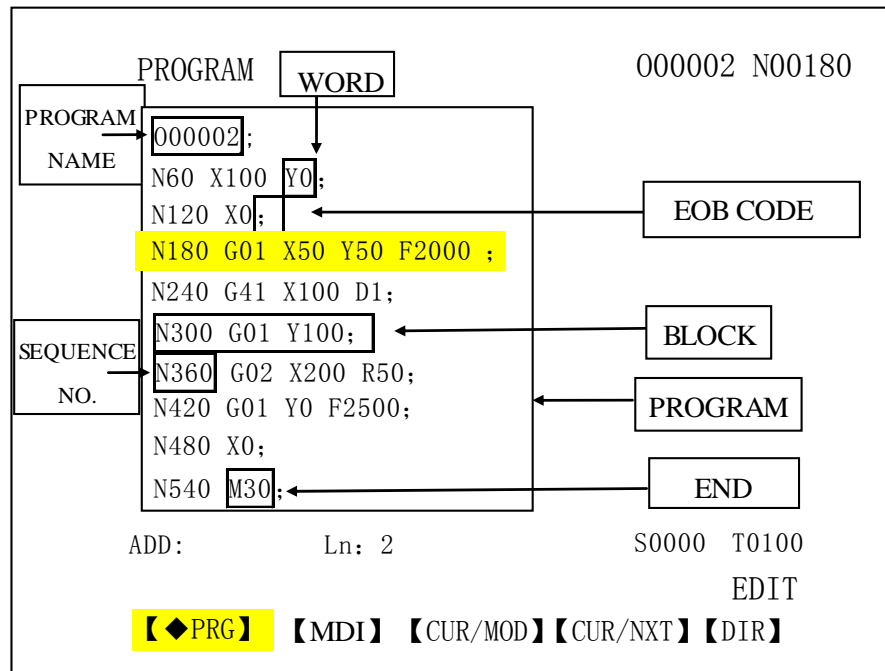 PROGRAM WORD O00002 N00180
PROGRAM
NAME
O00002;
N60 X100 Y0;
N120 X0;
EOB CODE
N180 G01 X50 Y50 F2000 ;
N240 G41 X100 D1;
N300 G01 Y100;
BLOCK
SEQUENCE
NO.
N360 G02 X200 R50;
N420 G01 Y0 F2500;
PROGRAM
N480 X0;
N540 M30;
END
ADD: Ln: 2 S0000 T0100
EDIT
【◆PRG】 【MDI】 【CUR/MOD】【CUR/NXT】【DIR】